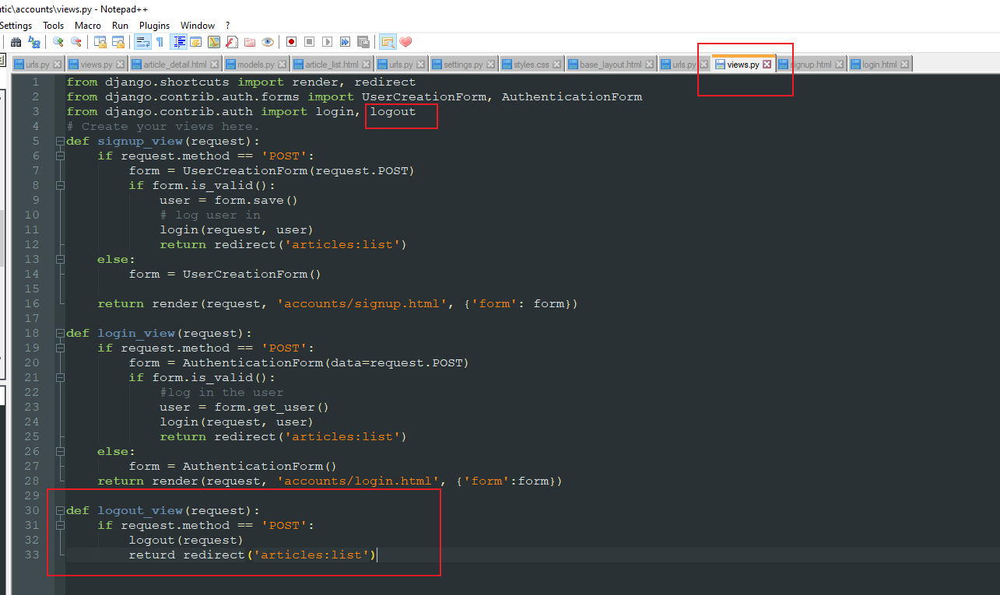 utic\accounts\views.py - Notepad++
Settings Tools Macro Run Plugins Window ?
urls.py views.py article_detail.html models.py article_list.html urls.py settings.py styles.css base_layout.html urls.py views.py signup.html login.html
1 from django.shortcuts import render, redirect
2 from django.contrib.auth.forms import UserCreationForm, AuthenticationForm
3 from django.contrib.auth import login, logout
4 # Create your views here.
5 def signup_view(request):
6 if request.method == 'POST':
7 form = UserCreationForm(request.POST)
8 if form.is_valid():
9 user = form.save()
10 # log user in
11 login(request, user)
12 return redirect('articles:list')
13 else:
14 form = UserCreationForm()
15
16 return render(request, 'accounts/signup.html', {'form': form})
17
18 def login_view(request):
19 if request.method == 'POST':
20 form = AuthenticationForm(data=request.POST)
21 if form.is_valid():
22 #log in the user
23 user = form.get_user()
24 login(request, user)
25 return redirect('articles:list')
26 else:
27 form = AuthenticationForm()
28 return render(request, 'accounts/login.html', {'form':form})
29
30 def logout_view(request):
31 if request.method == 'POST':
32 logout(request)
33 returd redirect('articles:list')